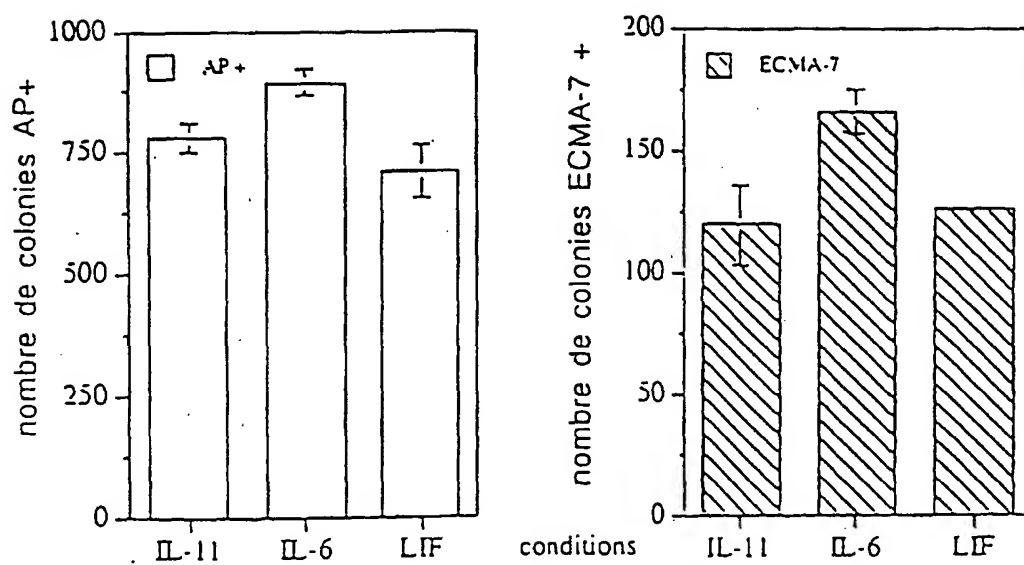 nombre de colonies AP+
1000
750
500
250
0
AP+
IL-11
IL-6
LIF
conditions
nombre de colonies ECMA-7 +
200
150
100
50
0
ECMA-7
IL-11
IL-6
LIF